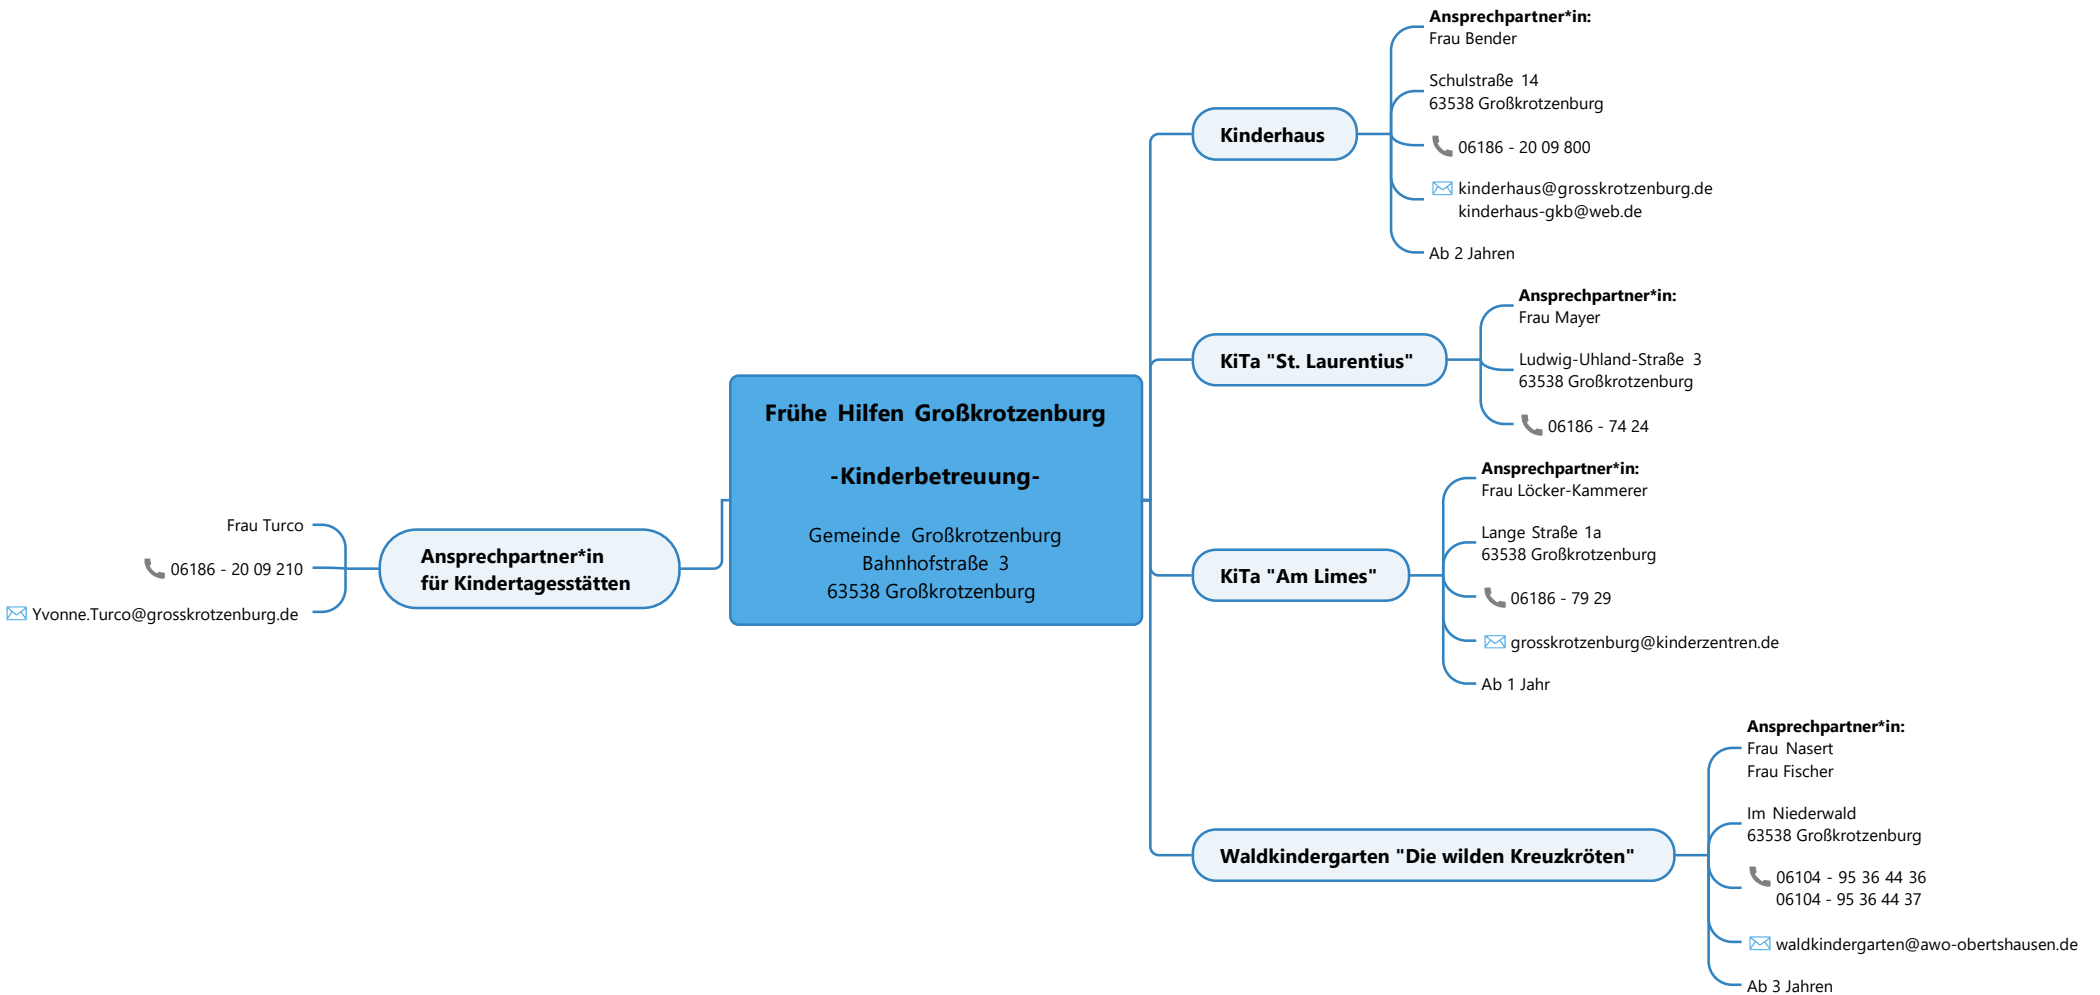 Frühe Hilfen Großkrotzenburg
-Kinderbetreuung-
Gemeinde Großkrotzenburg
Bahnhofstraße 3
63538 Großkrotzenburg
Kinderhaus
Ansprechpartner*in:
Frau Bender
Schulstraße 14
63538 Großkrotzenburg
06186 - 20 09 800
kinderhaus@grosskrotzenburg.de
kinderhaus-gkb@web.de
Ab 2 Jahren
KiTa "St. Laurentius"
Ansprechpartner*in:
Frau Mayer
Ludwig-Uhland-Straße 3
63538 Großkrotzenburg
06186 - 74 24
KiTa "Am Limes"
Ansprechpartner*in:
Frau Löcker-Kammerer
Lange Straße 1a
63538 Großkrotzenburg
06186 - 79 29
grosskrotzenburg@kinderzentren.de
Ab 1 Jahr
Waldkindergarten "Die wilden Kreuzkröten"
Ansprechpartner*in:
Frau Nasert
Frau Fischer
Im Niederwald
63538 Großkrotzenburg
06104 - 95 36 44 36
06104 - 95 36 44 37
waldkindergarten@awo-obertshausen.de
Ab 3 Jahren
Ansprechpartner*in
für Kindertagesstätten
Frau Turco
06186 - 20 09 210
Yvonne.Turco@grosskrotzenburg.de